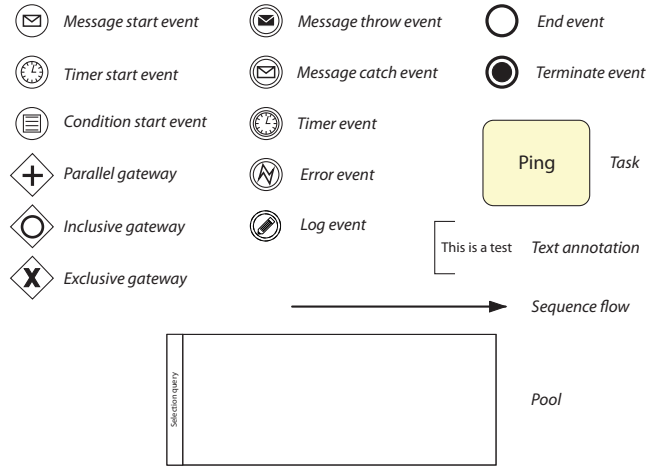 Message start event
Message throw event
End event
Timer start event
Message catch event
Terminate event
Condition start event
Timer event
Parallel gateway
Error event
Ping
Task
Inclusive gateway
Log event
This is a test
Text annotation
X
Exclusive gateway
Sequence flow
Selection query
Pool